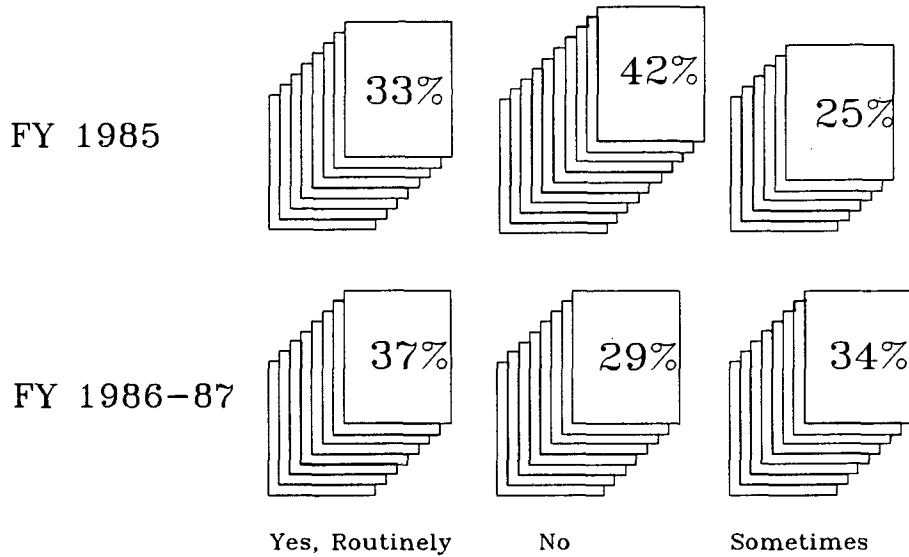 33% 42% 25%
FY 1985
37% 29% 34%
FY 1986-87
Yes, Routinely No Sometimes